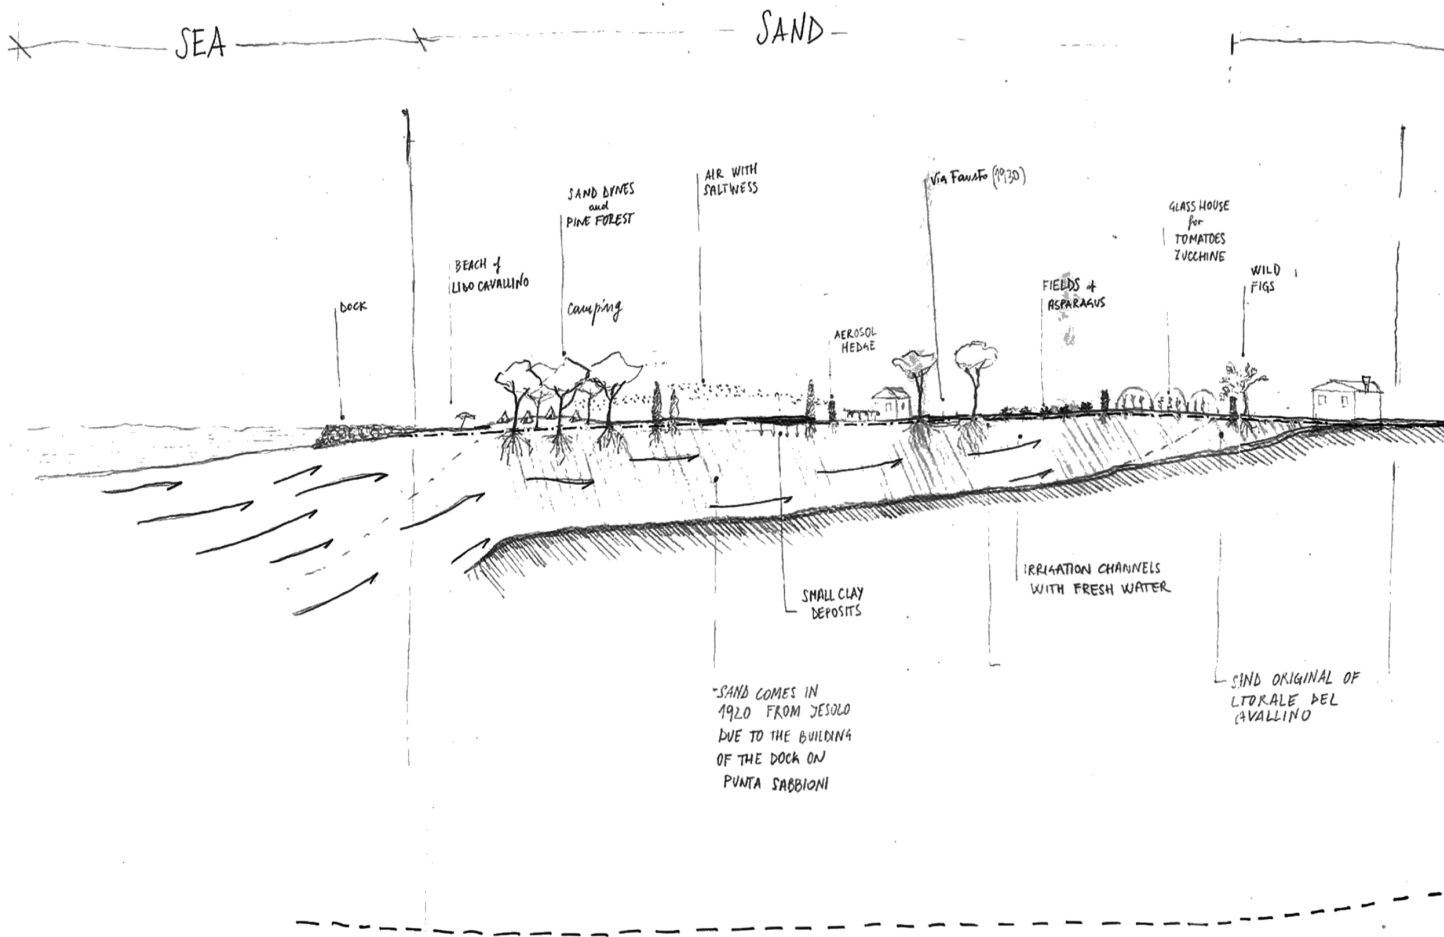 SEA
SAND
DOCK
BEACH of
LIDO CAVALLINO
SAND DYNES
and
PINE FOREST
Camping
AIR WITH
SALTWESS
AEROSOL
HEDGE
Via Fausto (1930)
FIELDS of
ASPARAGUS
GLASS HOUSE
for
TOMATOES
ZUCCHINE
WILD
FIGS
SMALL CLAY
DEPOSITS
IRRIGATION CHANNELS
WITH FRESH WATER
SAND COMES IN
1920 FROM JESOLO
DUE TO THE BUILDING
OF THE DOCK ON
PUNTA SABBIONI
SAND ORIGINAL OF
LTORALE DEL
CAVALLINO